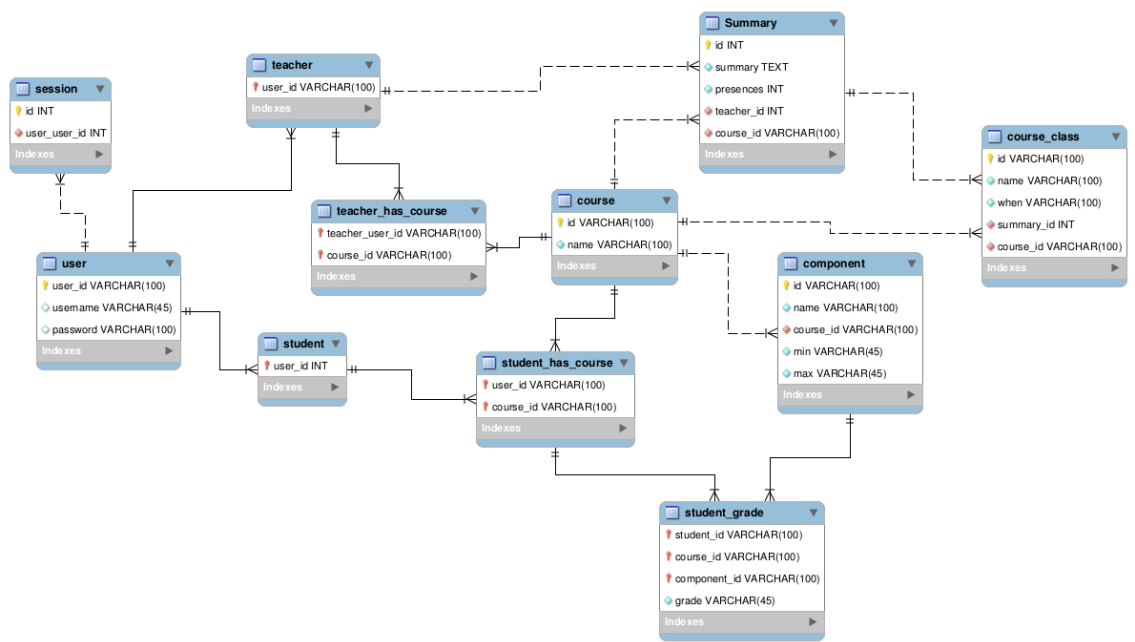 Summary
id INT
summary TEXT
presences INT
teacher_id INT
course_id VARCHAR(100)
Indexes
teacher
user_id VARCHAR(100)
Indexes
session
id INT
user_user_id INT
Indexes
course_class
id VARCHAR(100)
name VARCHAR(100)
when VARCHAR(100)
summary_id INT
course_id VARCHAR(100)
Indexes
teacher_has_course
teacher_user_id VARCHAR(100)
course_id VARCHAR(100)
Indexes
course
id VARCHAR(100)
name VARCHAR(100)
Indexes
user
user_id VARCHAR(100)
username VARCHAR(45)
password VARCHAR(100)
Indexes
component
id VARCHAR(100)
name VARCHAR(100)
course_id VARCHAR(100)
min VARCHAR(45)
max VARCHAR(45)
Indexes
student
user_id INT
Indexes
student_has_course
user_id VARCHAR(100)
course_id VARCHAR(100)
Indexes
student_grade
student_id VARCHAR(100)
course_id VARCHAR(100)
component_id VARCHAR(100)
grade VARCHAR(45)
Indexes